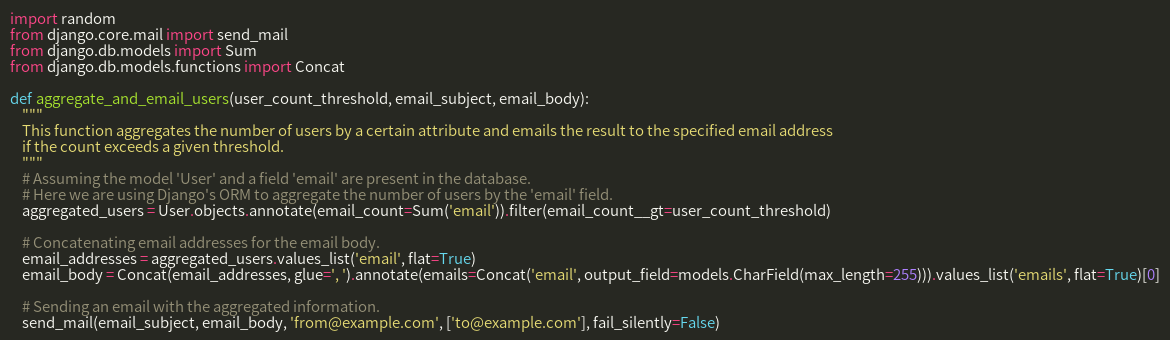 import random
from django.core.mail import send_mail
from django.db.models import Sum
from django.db.models.functions import Concat

def aggregate_and_email_users(user_count_threshold, email_subject, email_body):
    """
    This function aggregates the number of users by a certain attribute and emails the result to the specified email address
    if the count exceeds a given threshold.
    """
    # Assuming the model 'User' and a field 'email' are present in the database.
    # Here we are using Django's ORM to aggregate the number of users by the 'email' field.
    aggregated_users = User.objects.annotate(email_count=Sum('email')).filter(email_count__gt=user_count_threshold)

    # Concatenating email addresses for the email body.
    email_addresses = aggregated_users.values_list('email', flat=True)
    email_body = Concat(email_addresses, glue=', ').annotate(emails=Concat('email', output_field=models.CharField(max_length=255))).values_list('emails', flat=True)[0]

    # Sending an email with the aggregated information.
    send_mail(email_subject, email_body, 'from@example.com', ['to@example.com'], fail_silently=False)